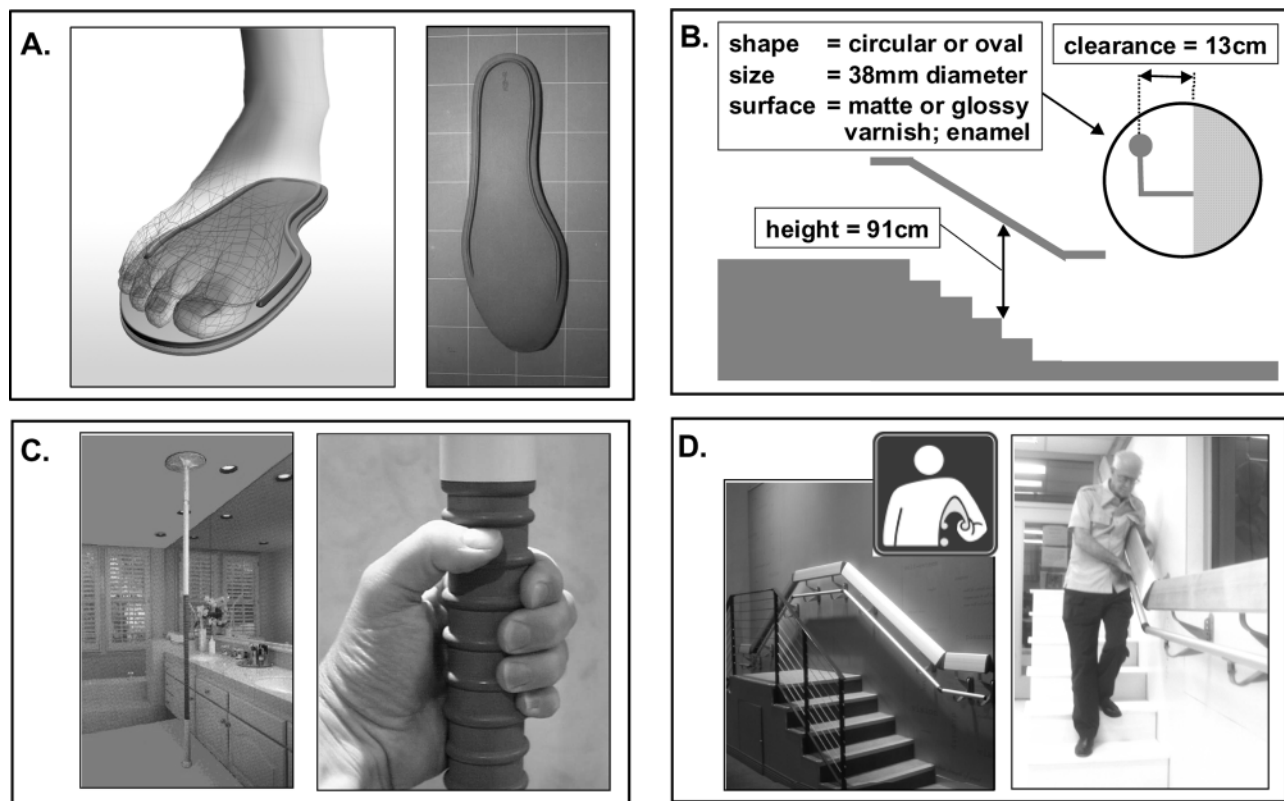 A.
B.
shape = circular or oval
size = 38mm diameter
surface = matte or glossy
varnish; enamel
clearance = 13cm
height = 91cm
C.
D.